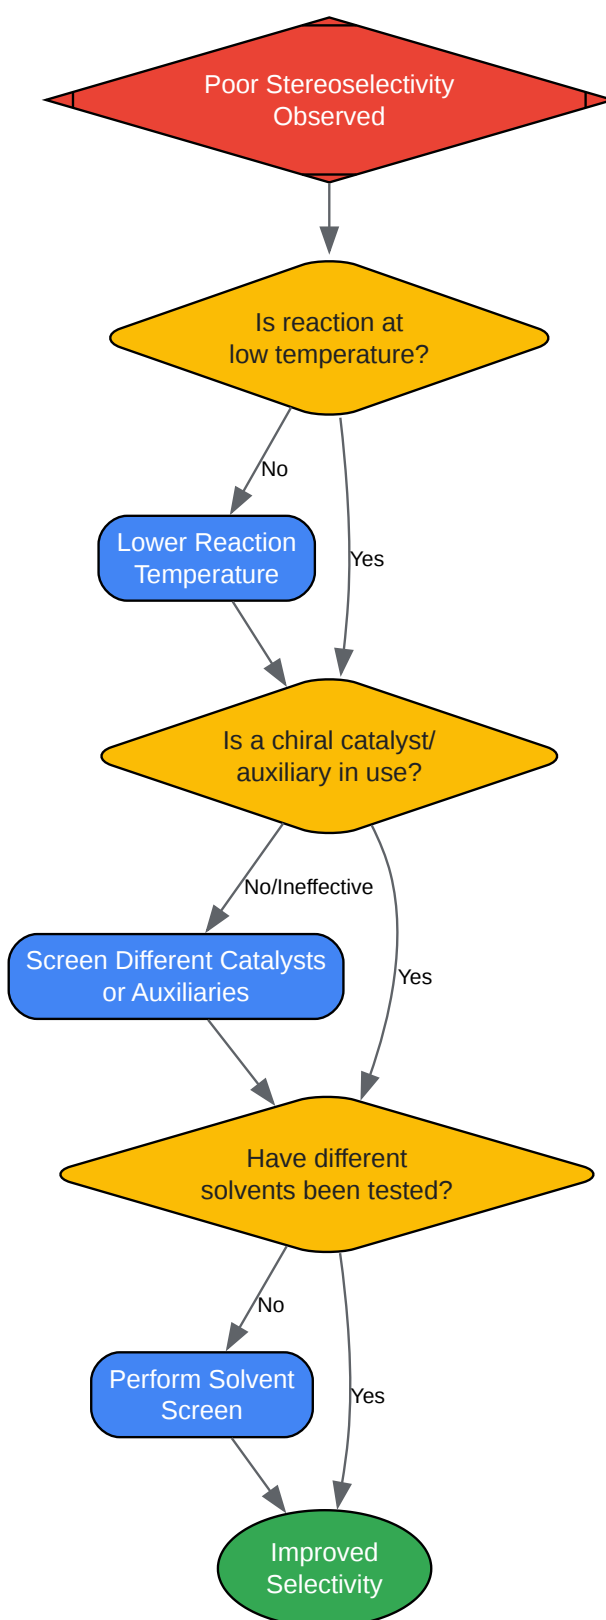 Poor Stereoselectivity
Observed
Is reaction at
low temperature?
No
Lower Reaction
Temperature
Yes
Is a chiral catalyst/
auxiliary in use?
No/Ineffective
Screen Different Catalysts
or Auxiliaries
Yes
Have different
solvents been tested?
No
Perform Solvent
Screen
Yes
Improved
Selectivity